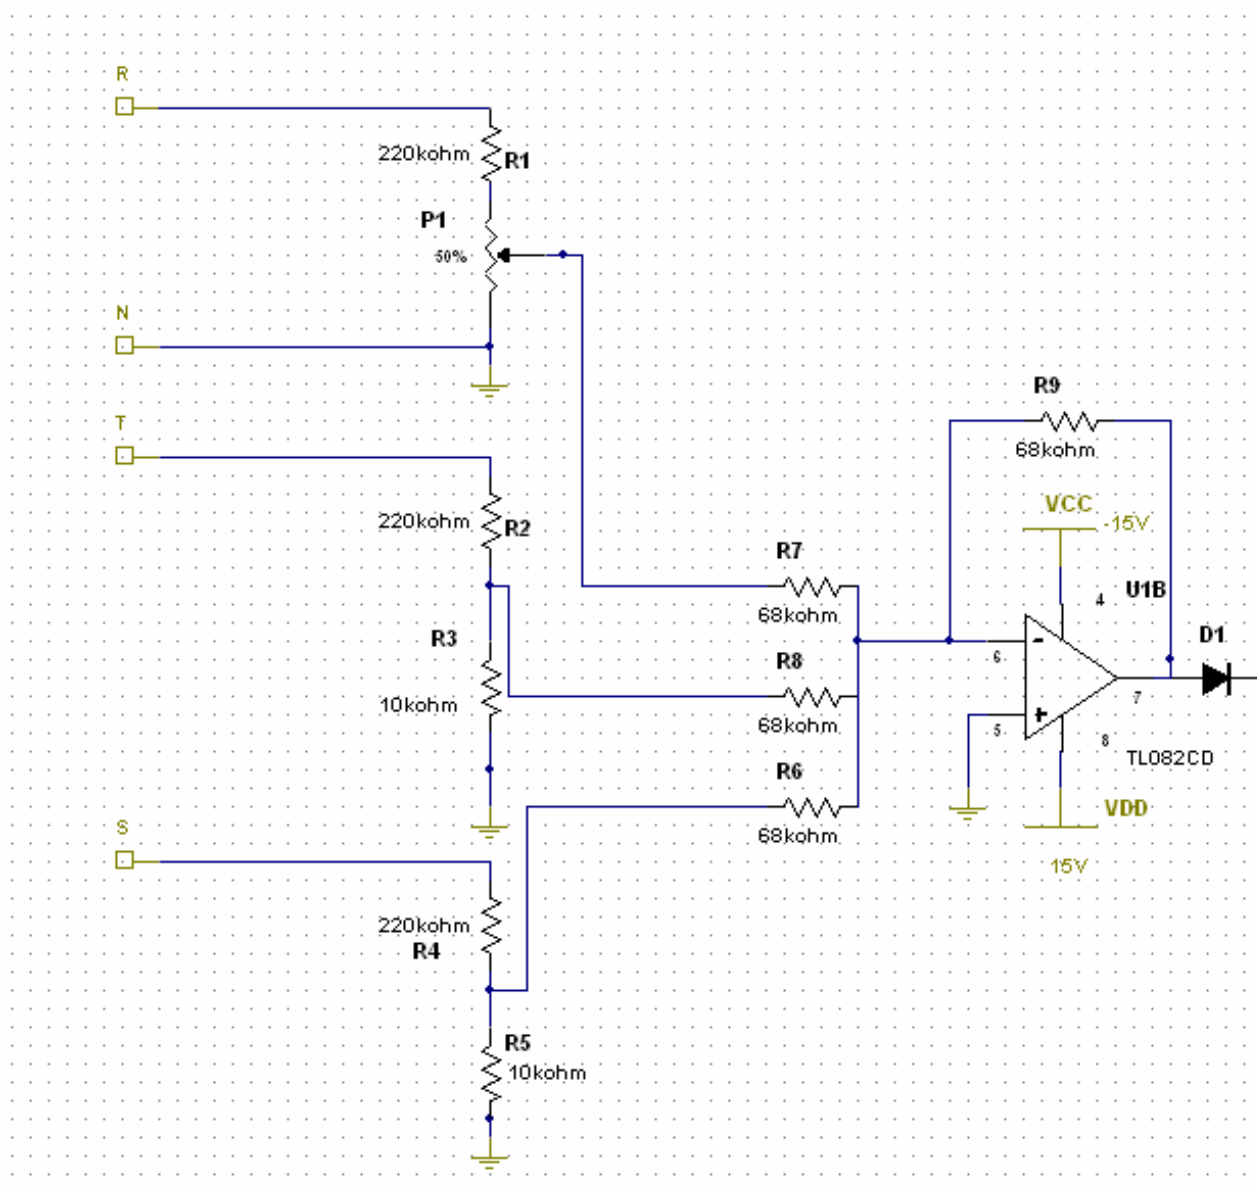 R
220kohm
R1
P1
50%
N
T
R9
68kohm
220kohm
R2
VCC
-15V
R7
68kohm
4
U1B
R3
10kohm
R8
68kohm
-
6
D1
7
+
5
8
TL082CD
R6
68kohm
VDD
15V
S
220kohm
R4
R5
10kohm